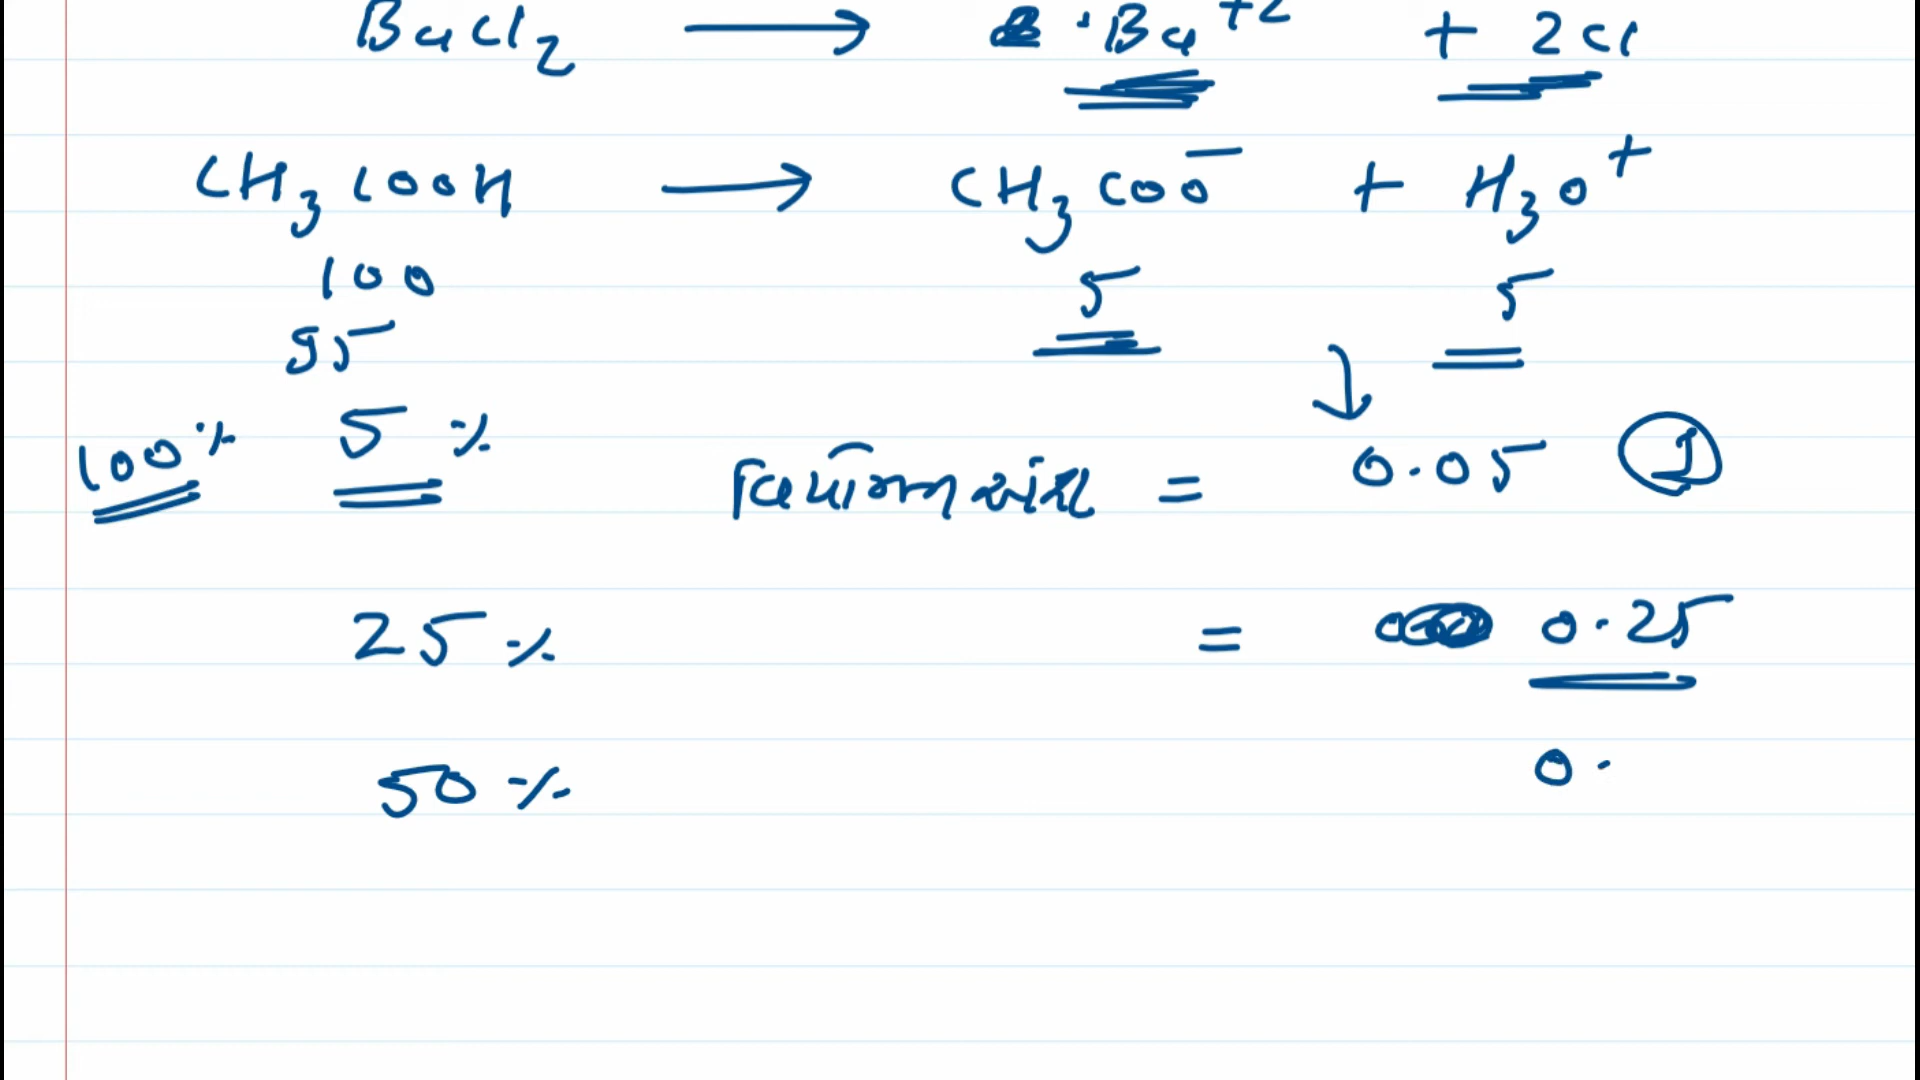 BaCl2 → Ba+2 + 2Cl
CH3COOH → CH3COO– + H3O+
100 5 5
95
100% 5% = 0.05 1
25% = 0.25
50% 0.